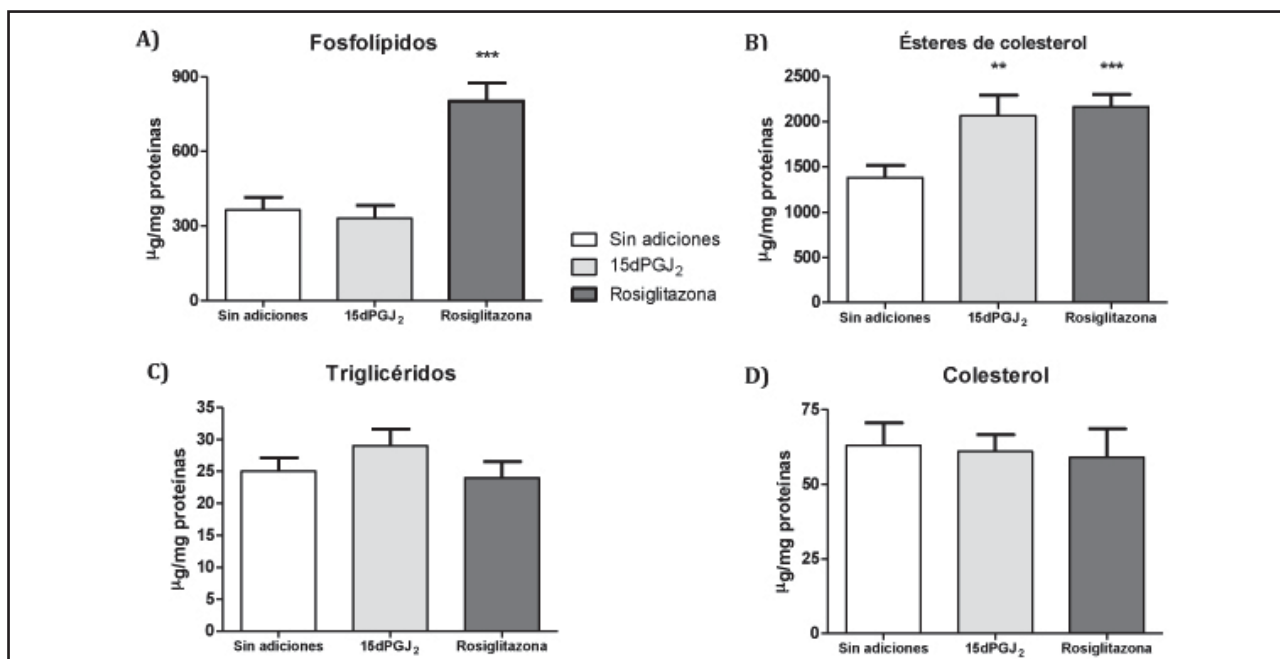 A)
Fosfolípidos
***
900
600
300
0
µg/mg proteínas
Sin adiciones
15dPGJ₂
Rosiglitazona
Sin adiciones
15dPGJ₂
Rosiglitazona
B)
Ésteres de colesterol
**
***
2500
2000
1500
1000
500
0
µg/mg proteínas
Sin adiciones
15dPGJ₂
Rosiglitazona
C)
Triglicéridos
35
30
25
20
15
10
5
0
µg/mg proteínas
Sin adiciones
15dPGJ₂
Rosiglitazona
D)
Colesterol
75
50
25
0
µg/mg proteínas
Sin adiciones
15dPGJ₂
Rosiglitazona